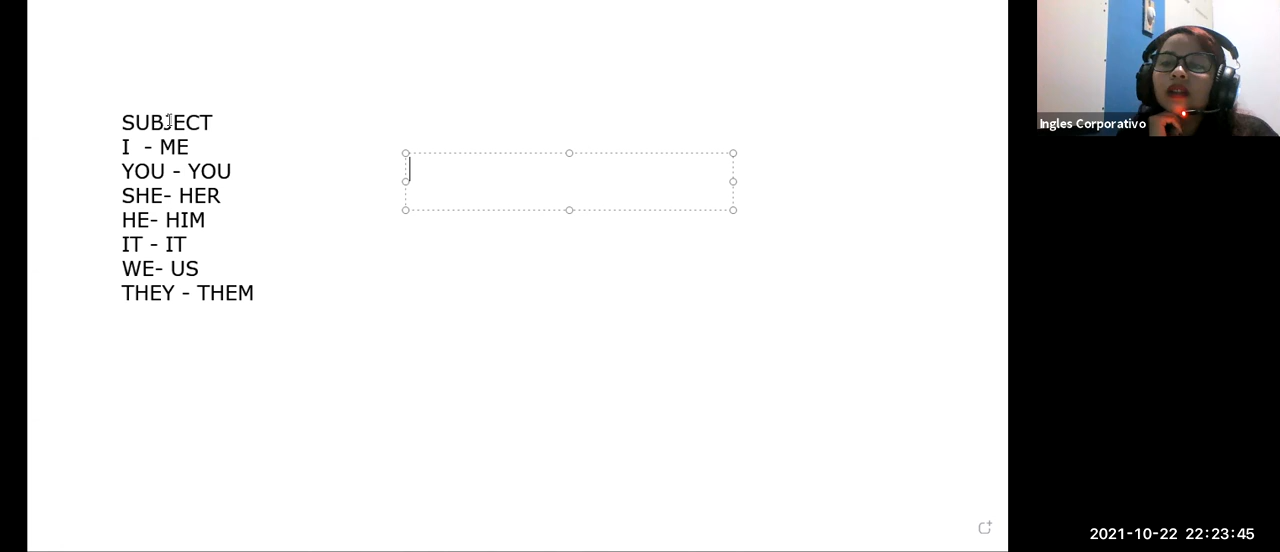 SUBJECT
I - ME
YOU - YOU
SHE- HER
HE- HIM
IT - IT
WE- US
THEY - THEM
Ingles Corporativo
2021-10-22 22:23:45